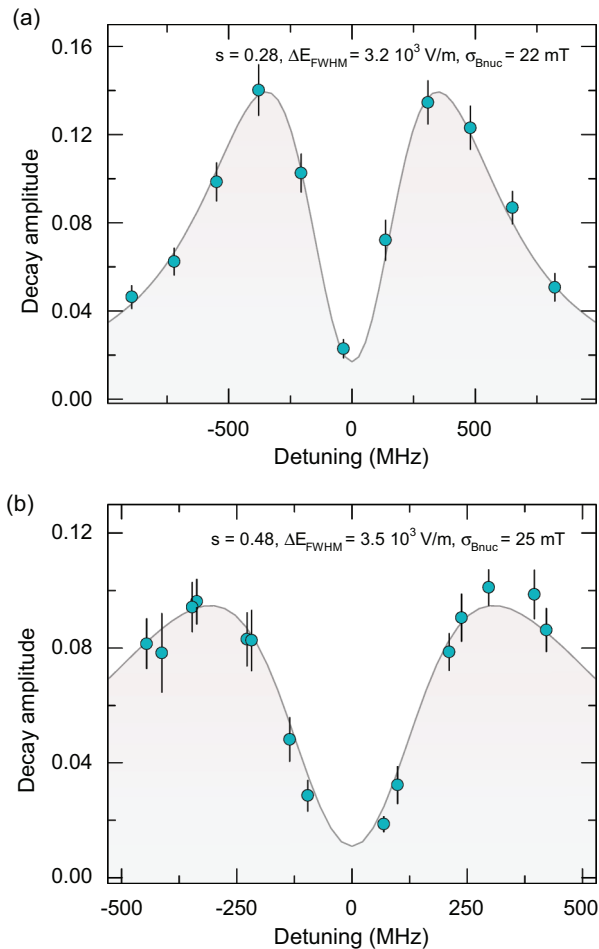 (a)
0.16
s = 0.28, ΔE_FWHM = 3.2 10³ V/m, σ_Bnuc = 22 mT
0.12
0.08
0.04
0.00
Decay amplitude
-500 0 500
Detuning (MHz)
(b)
0.12
s = 0.48, ΔE_FWHM = 3.5 10³ V/m, σ_Bnuc = 25 mT
0.08
0.04
0.00
Decay amplitude
-500 -250 0 250 500
Detuning (MHz)